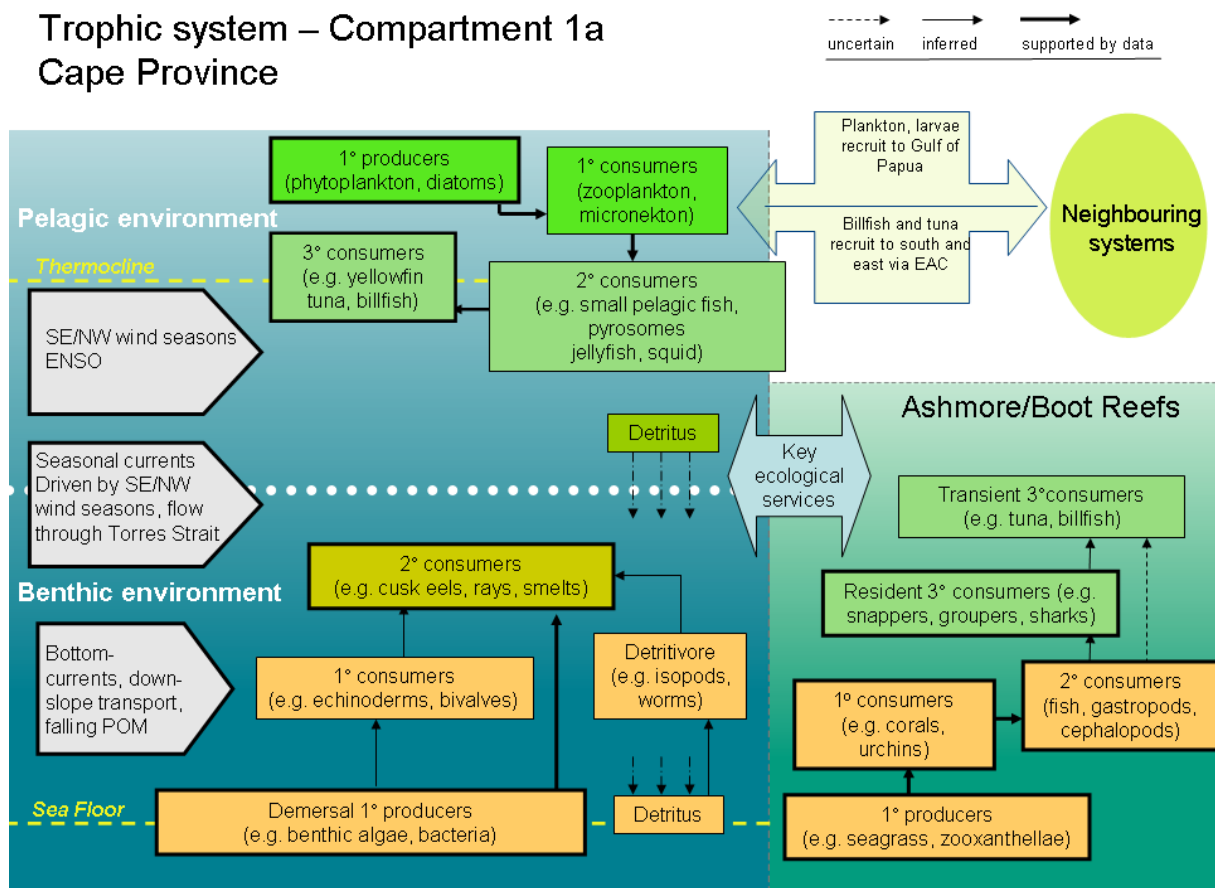 Trophic system – Compartment 1a
Cape Province
uncertain
inferred
supported by data
Plankton, larvae
recruit to Gulf of
Papua
Billfish and tuna
recruit to south and
east via EAC
Neighbouring
systems
1° producers
(phytoplankton, diatoms)
1° consumers
(zooplankton,
micronekton)
Pelagic environment
3° consumers
(e.g. yellowfin
tuna, billfish)
Thermocline
2° consumers
(e.g. small pelagic fish,
pyrosomes
jellyfish, squid)
SE/NW wind seasons
ENSO
Seasonal currents
Driven by SE/NW
wind seasons, flow
through Torres Strait
Detritus
Key
ecological
services
Benthic environment
2° consumers
(e.g. cusk eels, rays, smelts)
Bottom-
currents, down-
slope transport,
falling POM
1° consumers
(e.g. echinoderms, bivalves)
Detritivore
(e.g. isopods,
worms)
Sea Floor
Demersal 1° producers
(e.g. benthic algae, bacteria)
Detritus
Ashmore/Boot Reefs
Transient 3°consumers
(e.g. tuna, billfish)
Resident 3° consumers (e.g.
snappers, groupers, sharks)
1º consumers
(e.g. corals,
urchins)
2° consumers
(fish, gastropods,
cephalopods)
1° producers
(e.g. seagrass, zooxanthellae)